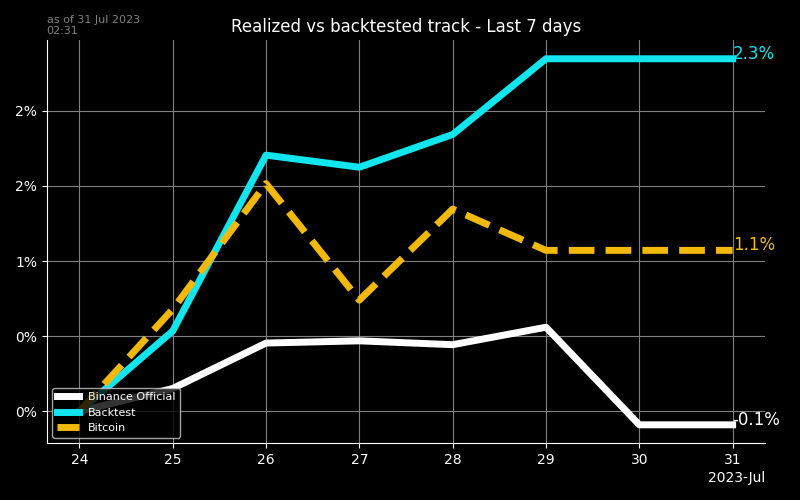 as of 31 Jul 2023
02:31
Realized vs backtested track - Last 7 days
2.3%
2%
2%
1.1%
1%
0%
Binance Official
Backtest
Bitcoin
0%
-0.1%
24 25 26 27 28 29 30 31
2023-Jul